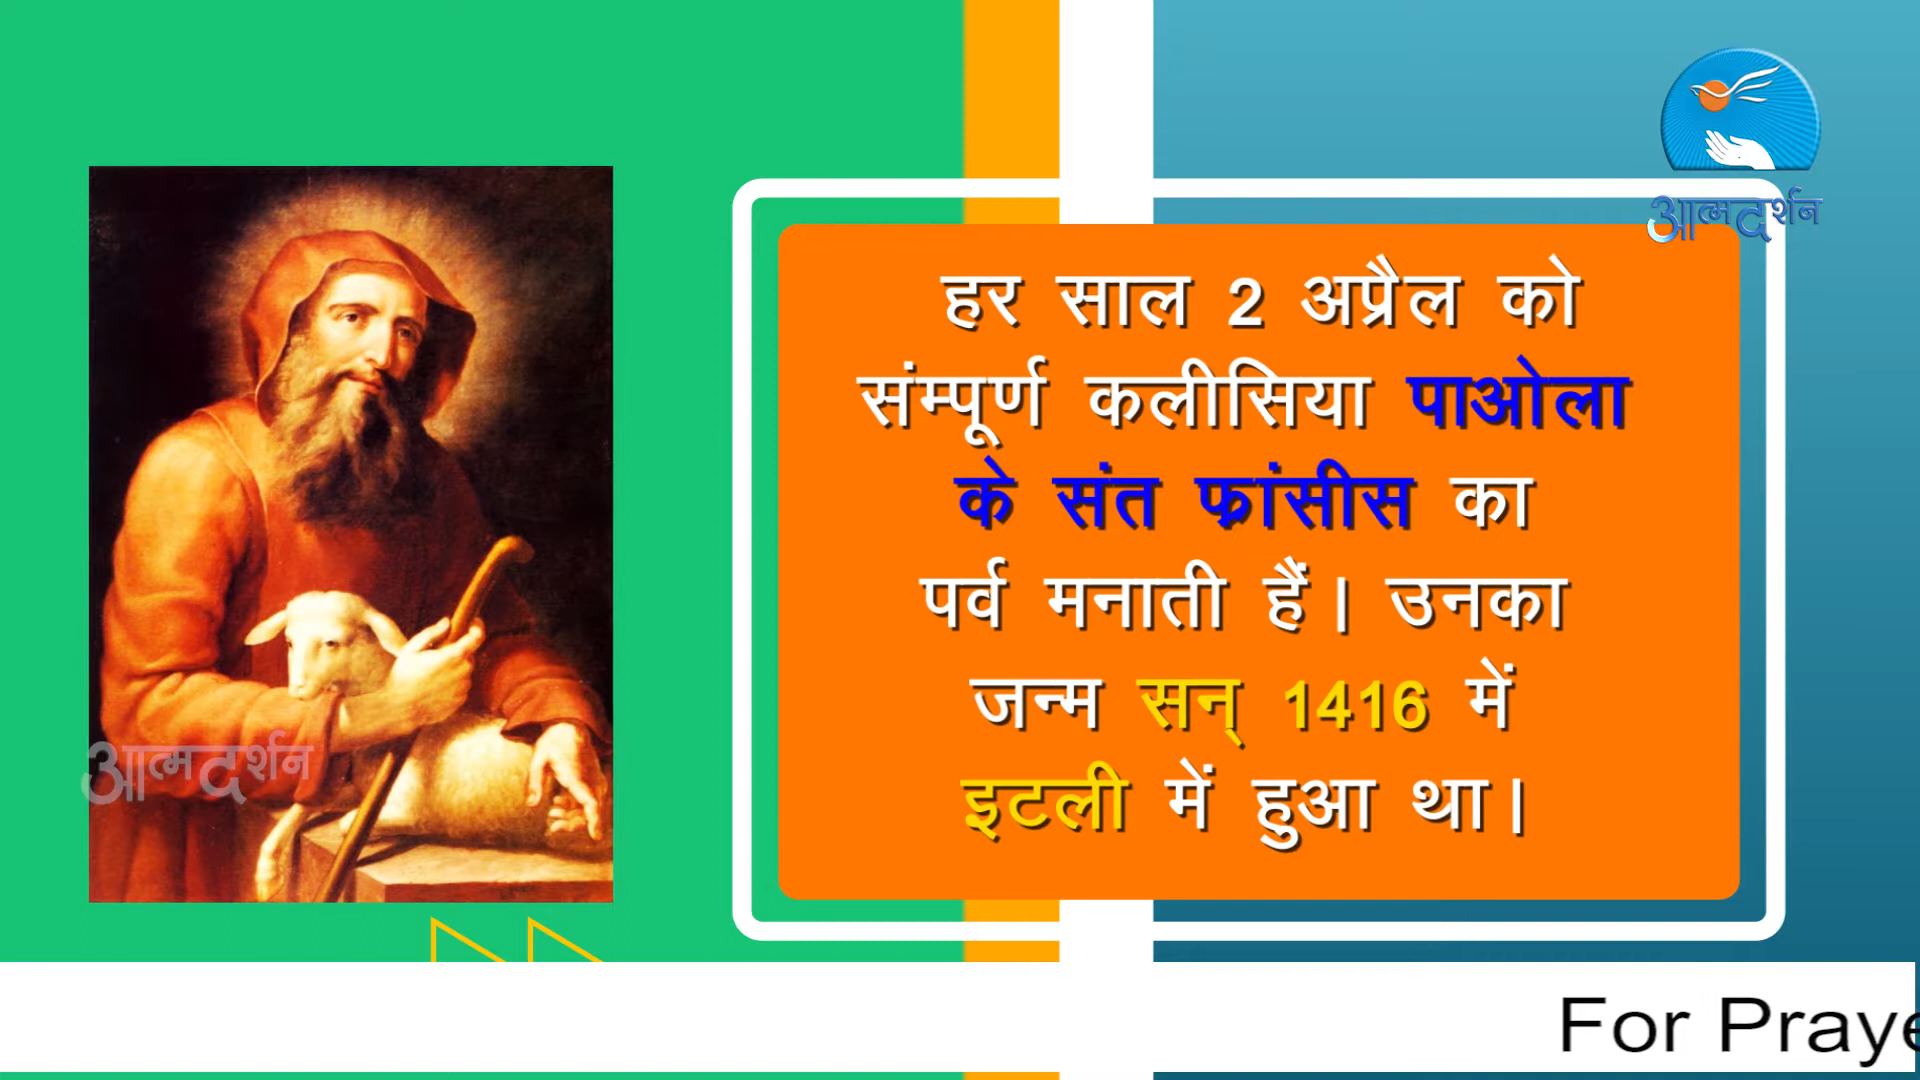 आत्मदर्शन
हर साल 2 अप्रैल को
संम्पूर्ण कलीसिया पाओला
के संत फ्रांसीस का
पर्व मनाती हैं। उनका
जन्म सन् 1416 में
इटली में हुआ था।
आत्मदर्शन
For Praye